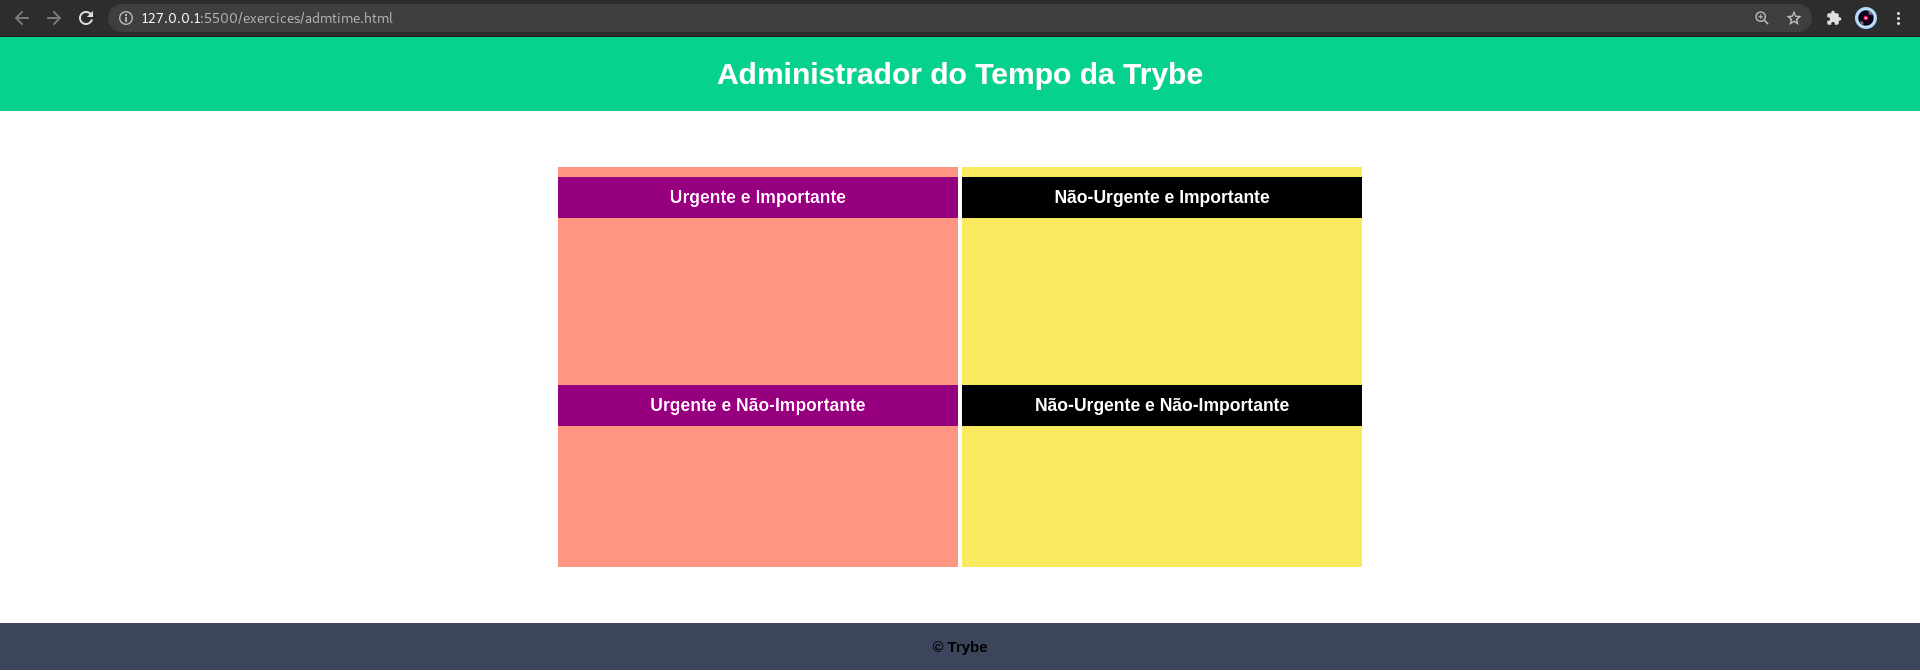 127.0.0.1:5500/exercices/admtime.html
Administrador do Tempo da Trybe
Urgente e Importante
Não-Urgente e Importante
Urgente e Não-Importante
Não-Urgente e Não-Importante
© Trybe